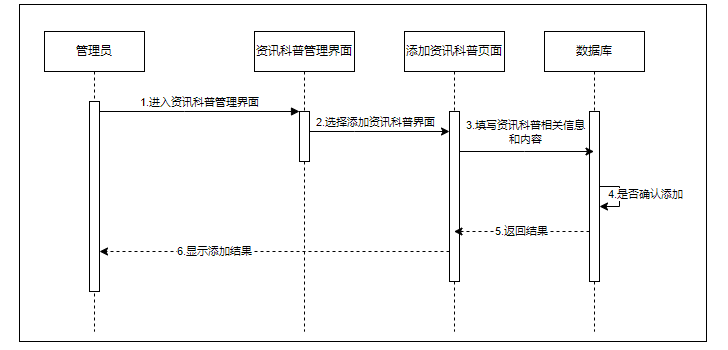 管理员
资讯科普管理界面
添加资讯科普页面
数据库
1.进入资讯科普管理界面
2.选择添加资讯科普界面
3.填写资讯科普相关信息
和内容
4.是否确认添加
5.返回结果
6.显示添加结果